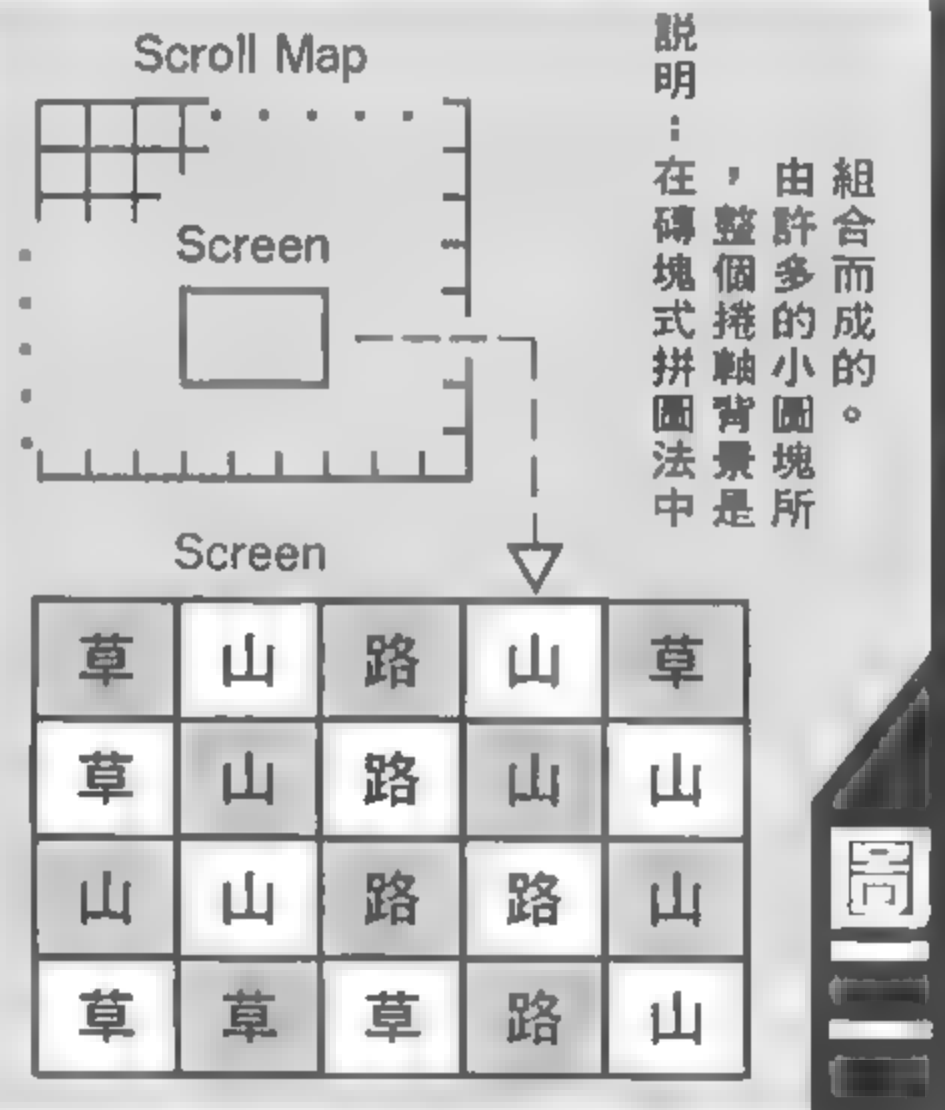 Scroll Map
Screen
說明：在磚塊式拼圖法中
，整個捲軸背景是
由許多的小圖塊所
組合而成的。
Screen
草 山 路 山 草
草 山 路 山 山
山 山 路 路 山
草 草 草 路 山
圖二